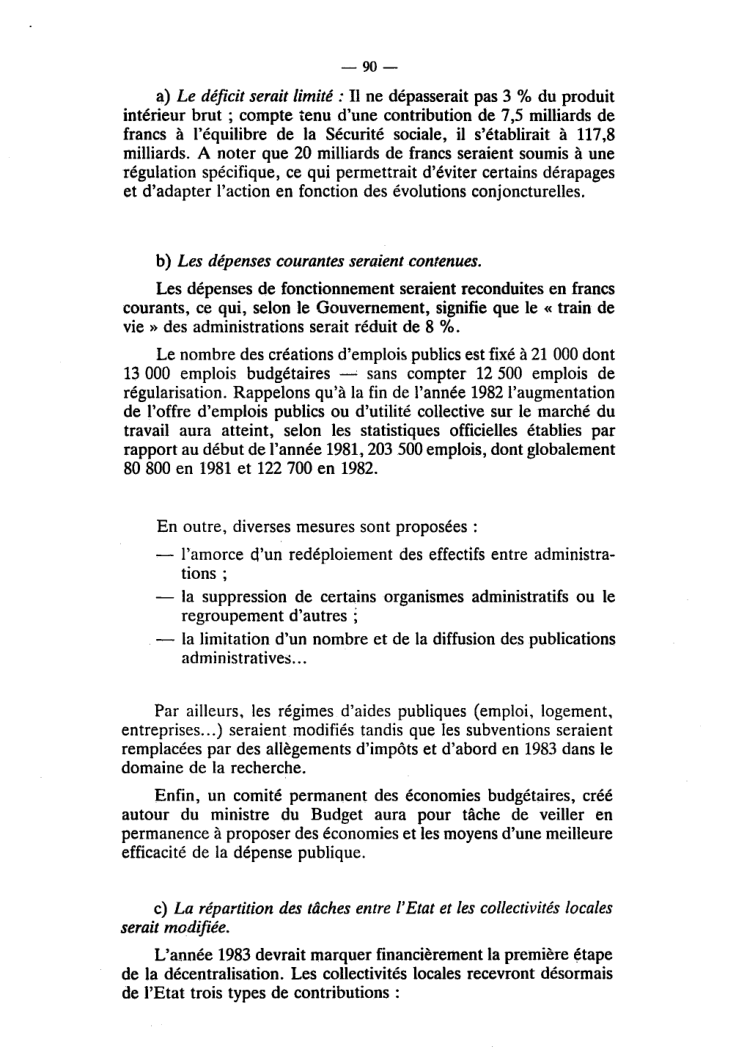 — 90 —
a) Le déficit serait limité : Il ne dépasserait pas 3 % du produit
intérieur brut ; compte tenu d'une contribution de 7,5 milliards de
francs à l'équilibre de la Sécurité sociale, il s'établirait à 117,8
milliards. A noter que 20 milliards de francs seraient soumis à une
régulation spécifique, ce qui permettrait d'éviter certains dérapages
et d'adapter l'action en fonction des évolutions conjoncturelles.
b) Les dépenses courantes seraient contenues.
Les dépenses de fonctionnement seraient reconduites en francs
courants, ce qui, selon le Gouvernement, signifie que le « train de
vie » des administrations serait réduit de 8 %.
Le nombre des créations d'emplois publics est fixé à 21 000 dont
13 000 emplois budgétaires — sans compter 12 500 emplois de
régularisation. Rappelons qu'à la fin de l'année 1982 l'augmentation
de l'offre d'emplois publics ou d'utilité collective sur le marché du
travail aura atteint, selon les statistiques officielles établies par
rapport au début de l'année 1981, 203 500 emplois, dont globalement
80 800 en 1981 et 122 700 en 1982.
En outre, diverses mesures sont proposées :
— l'amorce d'un redéploiement des effectifs entre administra-
tions ;
— la suppression de certains organismes administratifs ou le
regroupement d'autres ;
— la limitation d'un nombre et de la diffusion des publications
administratives...
Par ailleurs, les régimes d'aides publiques (emploi, logement,
entreprises...) seraient modifiés tandis que les subventions seraient
remplacées par des allègements d'impôts et d'abord en 1983 dans le
domaine de la recherche.
Enfin, un comité permanent des économies budgétaires, créé
autour du ministre du Budget aura pour tâche de veiller en
permanence à proposer des économies et les moyens d'une meilleure
efficacité de la dépense publique.
c) La répartition des tâches entre l'Etat et les collectivités locales
serait modifiée.
L'année 1983 devrait marquer financièrement la première étape
de la décentralisation. Les collectivités locales recevront désormais
de l'Etat trois types de contributions :